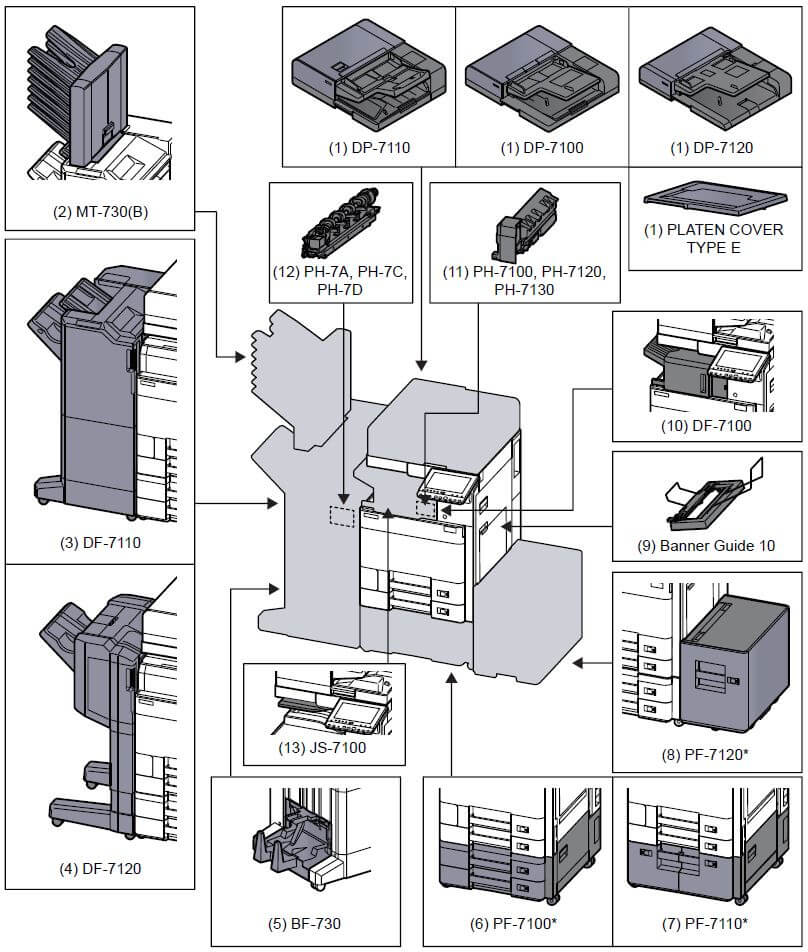 (1) DP-7110
(1) DP-7100
(1) DP-7120
(2) MT-730(B)
(1) PLATEN COVER
TYPE E
(12) PH-7A, PH-7C,
PH-7D
(11) PH-7100, PH-7120,
PH-7130
(10) DF-7100
(3) DF-7110
(9) Banner Guide 10
(13) JS-7100
(8) PF-7120*
(4) DF-7120
(5) BF-730
(6) PF-7100*
(7) PF-7110*